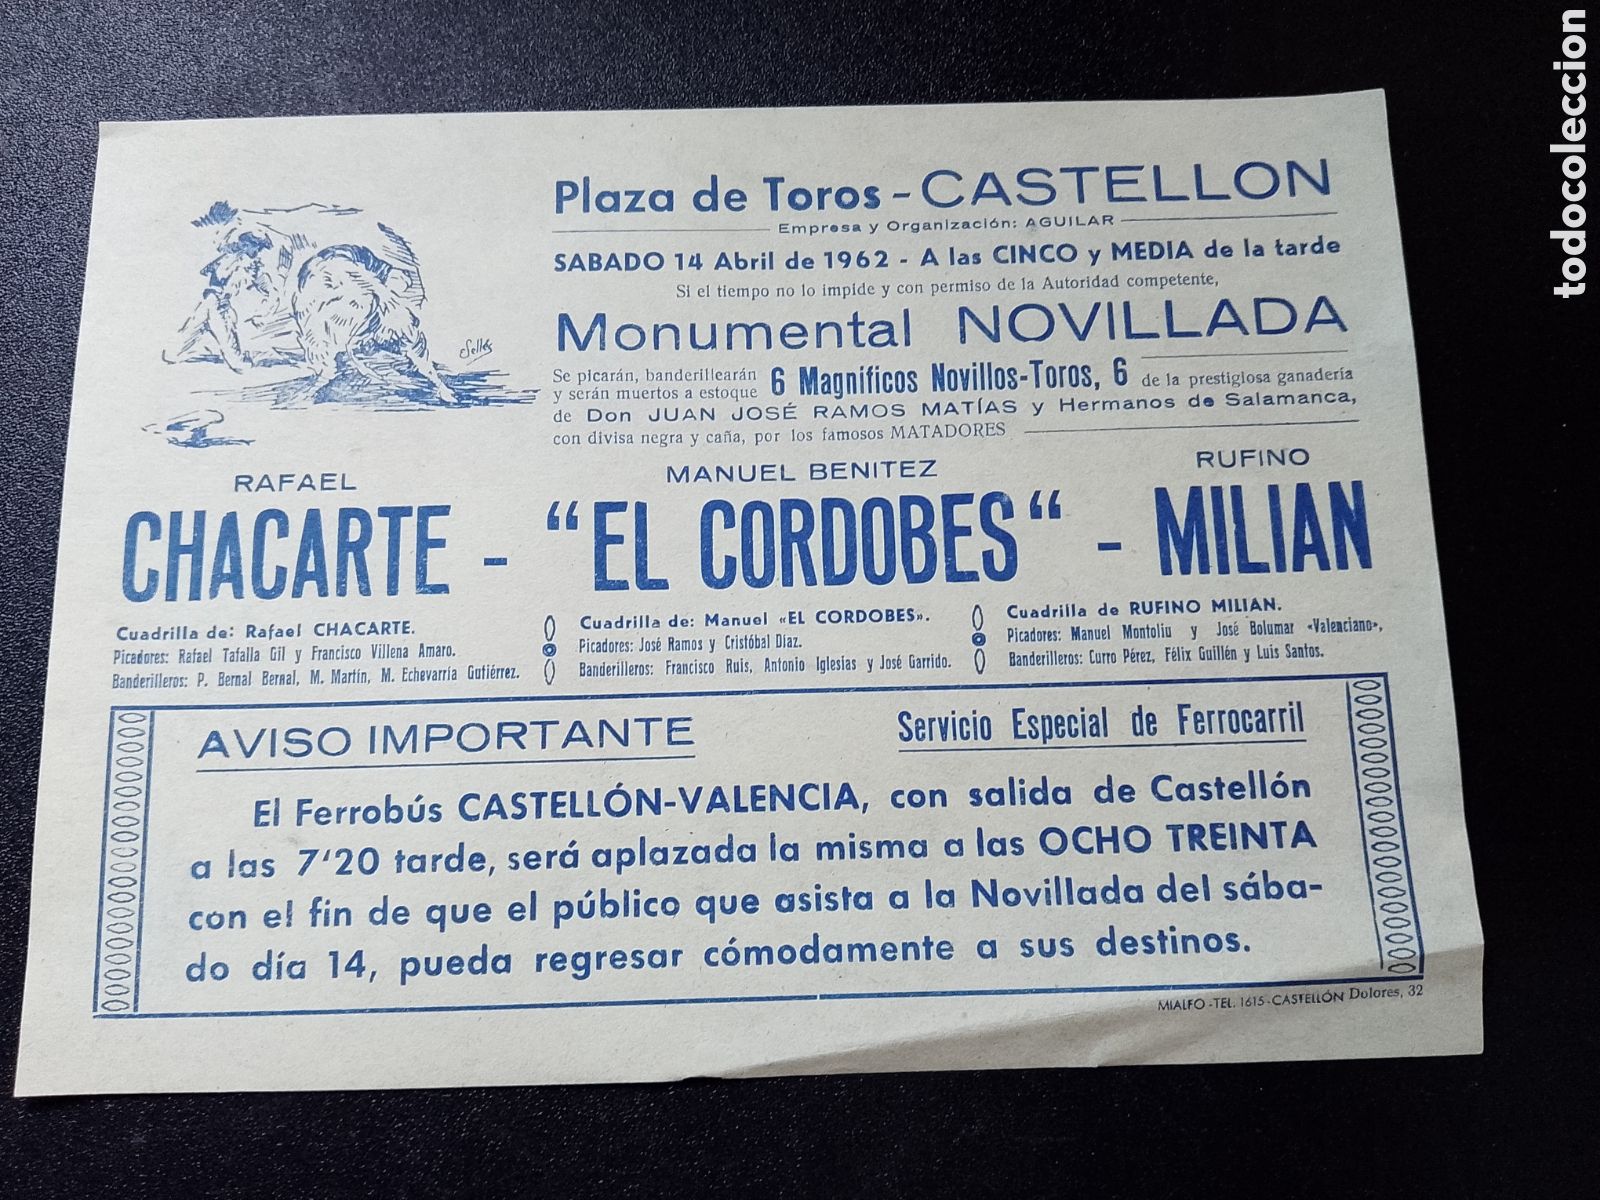 todocoleccion
Plaza de Toros - CASTELLON
Empresa y Organización: AGUILAR
SABADO 14 Abril de 1962 - A las CINCO y MEDIA de la tarde
Si el tiempo no lo impide y con permiso de la Autoridad competente,
Monumental NOVILLADA
Se picarán, banderillearán
y serán muertos a estoque 6 Magníficos Novillos-Toros, 6 de la prestigiosa ganadería
de Don JUAN JOSÉ RAMOS MATÍAS y Hermanos de Salamanca,
con divisa negra y caña, por los famosos MATADORES
Sellés
RAFAEL
CHACARTE -
MANUEL BENITEZ
"EL CORDOBES" -
RUFINO
MILIAN
Cuadrilla de: Rafael CHACARTE.
Picadores: Rafael Tafalla Gil y Francisco Villena Amaro.
Banderilleros: P. Bernal Bernal, M. Martín, M. Echevarría Gutiérrez.
Cuadrilla de: Manuel «EL CORDOBES».
Picadores: José Ramos y Cristóbal Díaz.
Banderilleros: Francisco Ruis, Antonio Iglesias y José Garrido.
Cuadrilla de RUFINO MILIAN.
Picadores: Manuel Montoliu y José Bolumar «Valenciano»,
Banderilleros: Curro Pérez, Félix Guillén y Luis Santos.
AVISO IMPORTANTE
Servicio Especial de Ferrocarril
El Ferrobús CASTELLÓN-VALENCIA, con salida de Castellón
a las 7'20 tarde, será aplazada la misma a las OCHO TREINTA
con el fin de que el público que asista a la Novillada del sába-
do día 14, pueda regresar cómodamente a sus destinos.
MIALFO - TEL. 1615 - CASTELLÓN Dolores, 32